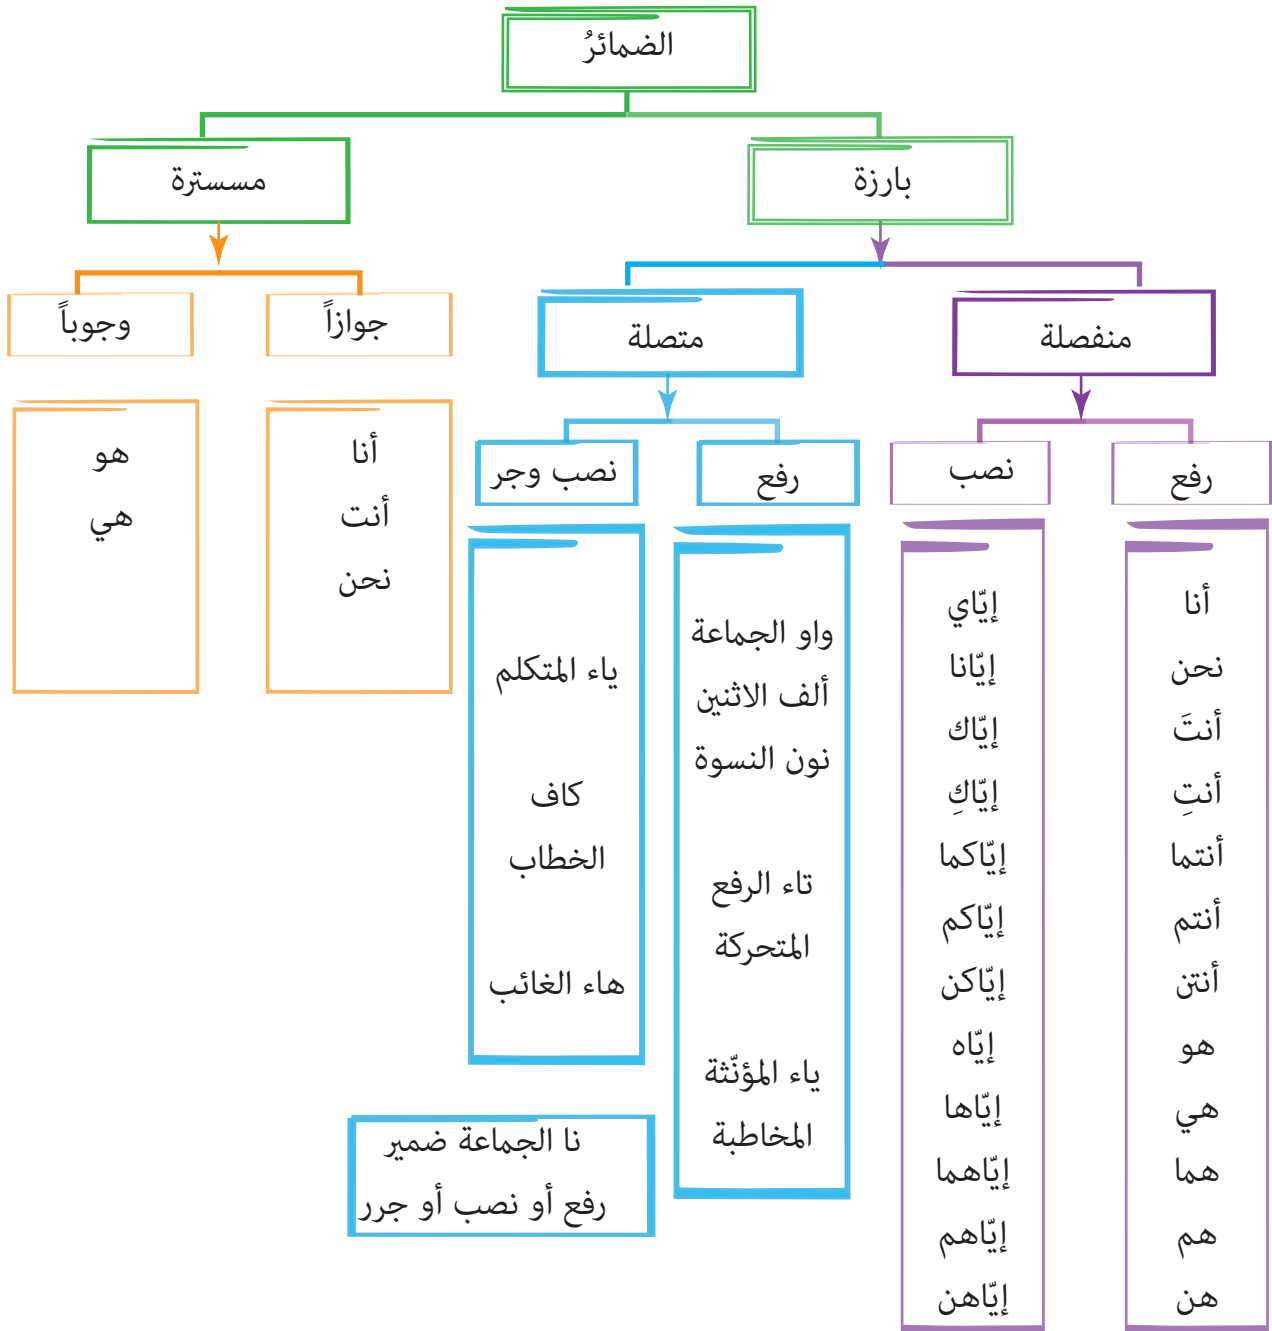 الضمائرُ
بارزة
مسسترة
منفصلة
متصلة
جوازاً
وجوباً
رفع
نصب
رفع
نصب وجر
أنا
نحن
أنتَ
أنتِ
أنتما
أنتم
أنتن
هو
هي
هما
هم
هن
إيّاي
إيّانا
إيّاك
إيّاكِ
إيّاكما
إيّاكم
إيّاكن
إيّاه
إيّاها
إيّاهما
إيّاهم
إيّاهن
واو الجماعة
ألف الاثنين
نون النسوة
تاء الرفع
المتحركة
ياء المؤنّثة
المخاطبة
ياء المتكلم
كاف
الخطاب
هاء الغائب
نا الجماعة ضمير
رفع أو نصب أو جرر
أنا
أنت
نحن
هو
هي